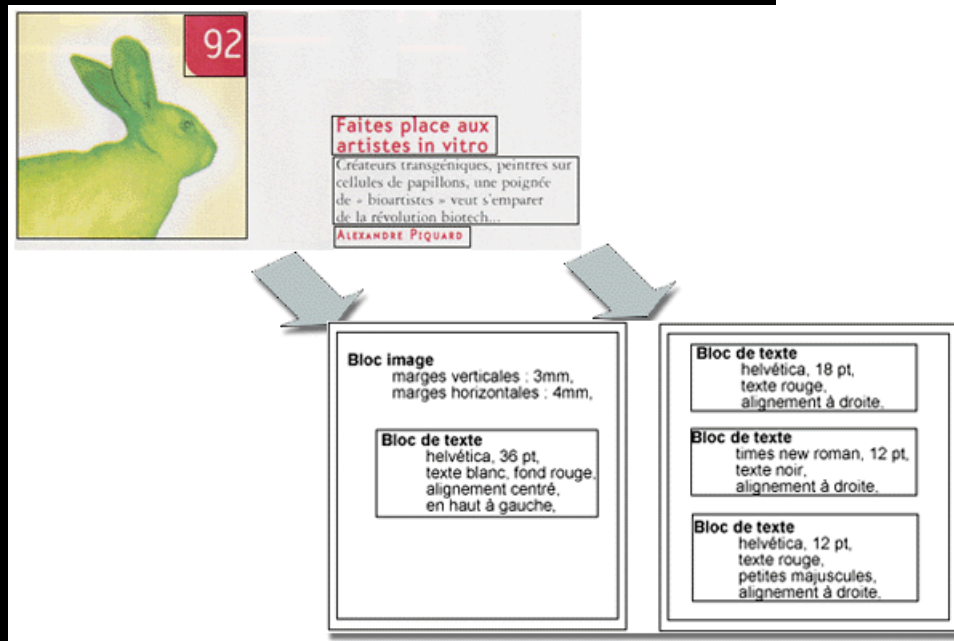 92
Faites place aux
artistes in vitro
Créateurs transgéniques, peintres sur
cellules de papillons, une poignée
de « bioartistes » veut s'emparer
de la révolution biotech...
ALEXANDRE PIQUARD
Bloc image
marges verticales : 3mm,
marges horizontales : 4mm,
Bloc de texte
helvética, 36 pt,
texte blanc, fond rouge,
alignement centré,
en haut à gauche,
Bloc de texte
helvética, 18 pt,
texte rouge,
alignement à droite,
Bloc de texte
times new roman, 12 pt,
texte noir,
alignement à droite,
Bloc de texte
helvética, 12 pt,
texte rouge,
petites majuscules,
alignement à droite,